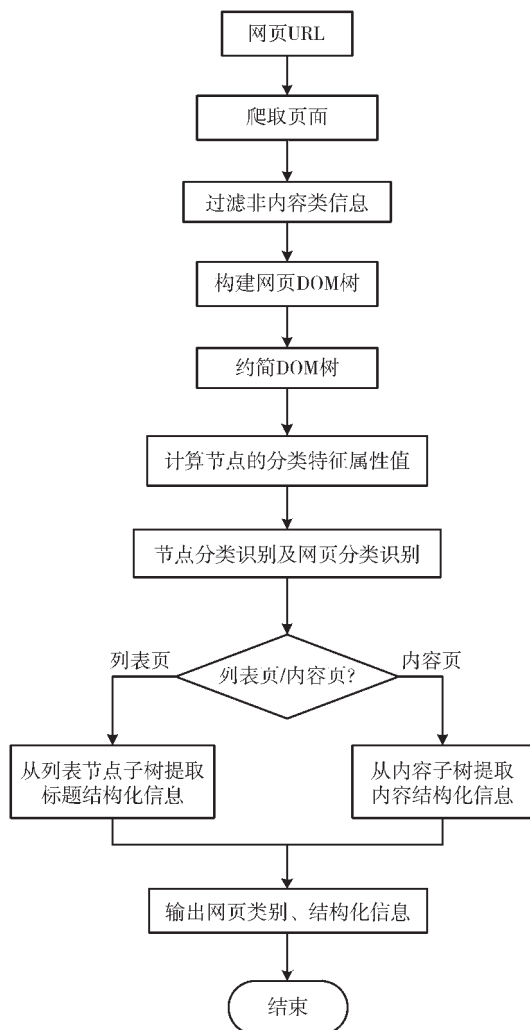 网页URL
爬取页面
过滤非内容类信息
构建网页DOM树
约简DOM树
计算节点的分类特征属性值
节点分类识别及网页分类识别
列表页
列表页/内容页?
内容页
从列表节点子树提取
标题结构化信息
从内容子树提取
内容结构化信息
输出网页类别、结构化信息
结束